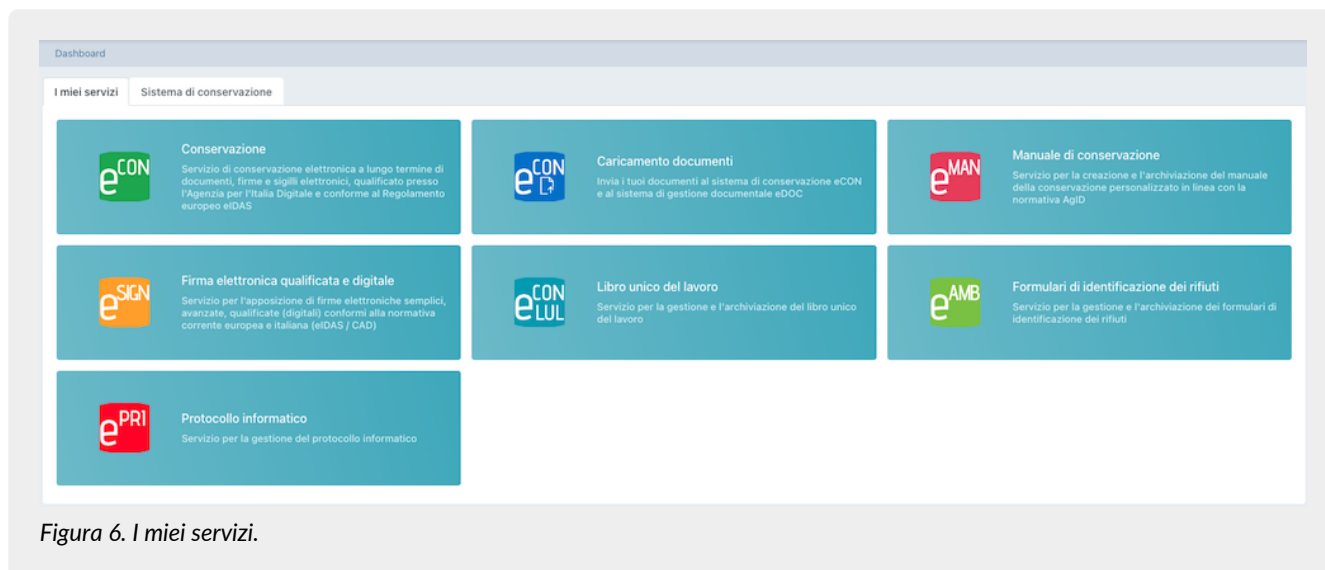 Dashboard
I miei servizi
Sistema di conservazione
eCON
Conservazione
Servizio di conservazione elettronica a lungo termine di
documenti, firme e sigilli elettronici, qualificato presso
l'Agenzia per l'Italia Digitale e conforme al Regolamento
europeo eIDAS
eCON
Caricamento documenti
Invia i tuoi documenti al sistema di conservazione eCON
e al sistema di gestione documentale eDOC
eMAN
Manuale di conservazione
Servizio per la creazione e l'archiviazione del manuale
della conservazione personalizzato in linea con la
normativa AgID
eSIGN
Firma elettronica qualificata e digitale
Servizio per l'apposizione di firme elettroniche semplici,
avanzate, qualificate (digitali) conformi alla normativa
corrente europea e italiana (eIDAS / CAD)
eCON
LUL
Libro unico del lavoro
Servizio per la gestione e l'archiviazione del libro unico
del lavoro
eAMB
Formulari di identificazione dei rifiuti
Servizio per la gestione e l'archiviazione dei formulari di
identificazione dei rifiuti
ePRI
Protocollo informatico
Servizio per la gestione del protocollo informatico
Figura 6. I miei servizi.